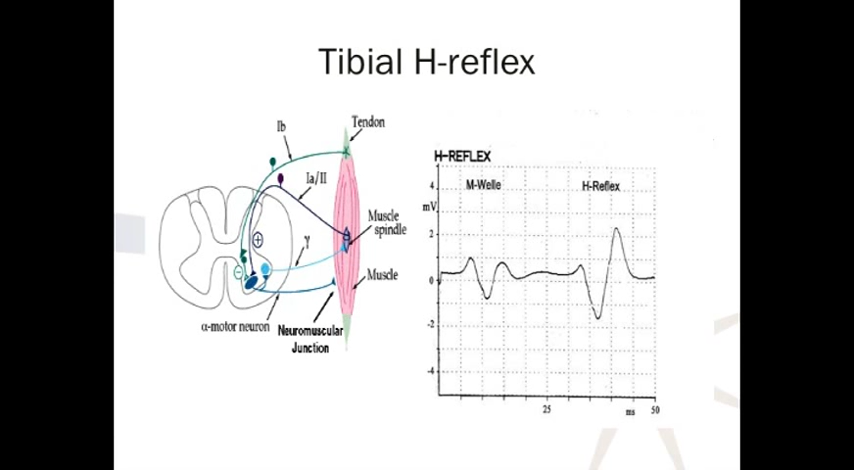 Tibial H-reflex
Ib
Tendon
Ia/II
Muscle
spindle
γ
Muscle
+
−
α-motor neuron
Neuromuscular
Junction
H-REFLEX
M-Welle
H-Reflex
4
mV
2
0
-2
-4
25
ms
50